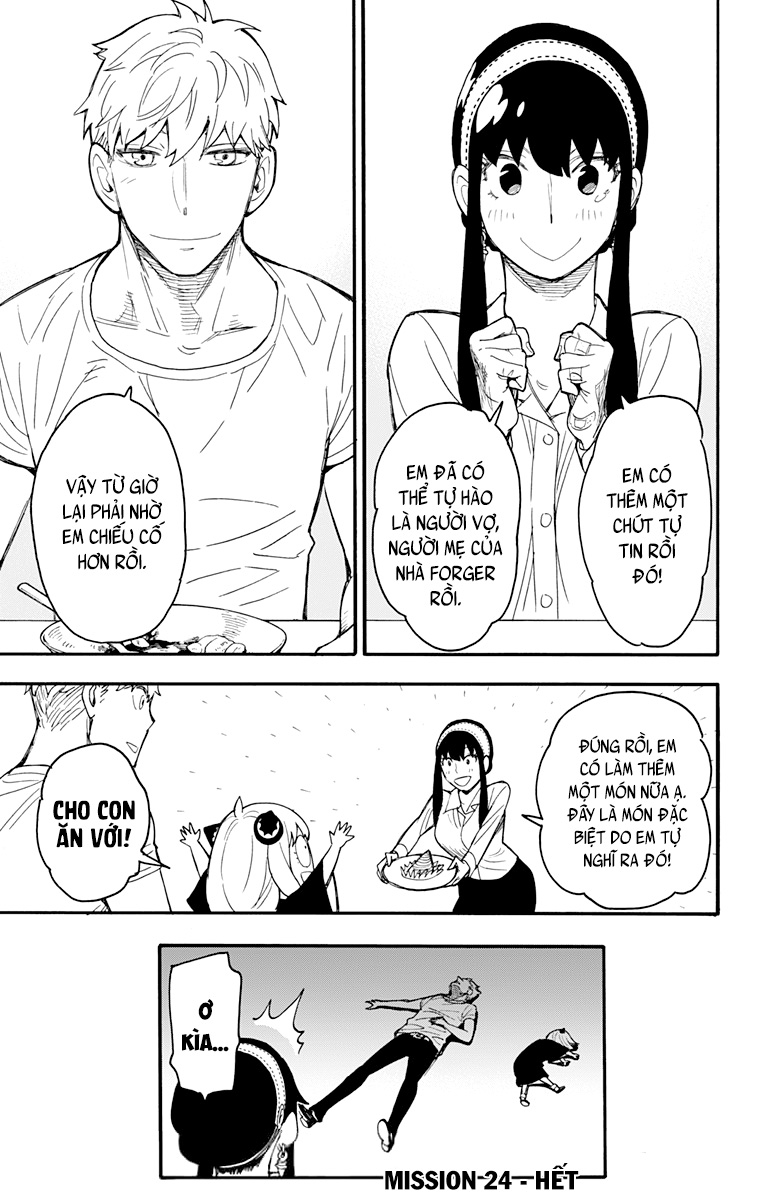 EM CÓ
THÊM MỘT
CHÚT TỰ
TIN RỒI
ĐÓ!
EM ĐÃ CÓ
THỂ TỰ HÀO
LÀ NGƯỜI VỢ,
NGƯỜI MẸ CỦA
NHÀ FORGER
RỒI.
VẬY TỪ GIỜ
LẠI PHẢI NHỜ
EM CHIẾU CỐ
HƠN RỒI.
ĐÚNG RỒI, EM
CÓ LÀM THÊM
MỘT MÓN NỮA Ạ.
ĐÂY LÀ MÓN ĐẶC
BIỆT DO EM TỰ
NGHĨ RA ĐÓ!
CHO CON
ĂN VỚI!
Ơ
KÌA...
MISSION 24 - HẾT